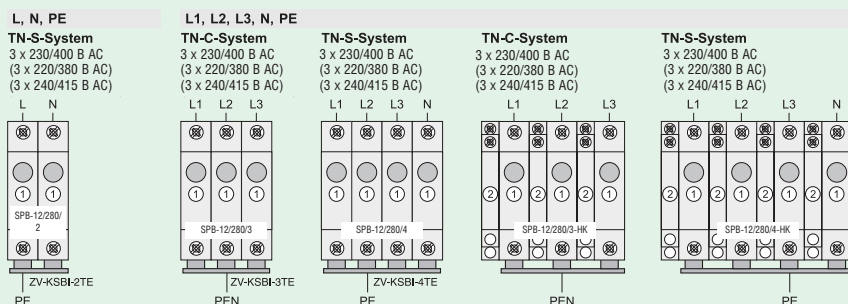 L, N, PE
L1, L2, L3, N, PE
TN-S-System
3 x 230/400 В AC
(3 x 220/380 В AC)
(3 x 240/415 В AC)
L N
1 1
SPB-12/280/
2
ZV-KSBI-2TE
PE
TN-C-System
3 x 230/400 В AC
(3 x 220/380 В AC)
(3 x 240/415 В AC)
L1 L2 L3
1 1 1
SPB-12/280/3
ZV-KSBI-3TE
PEN
TN-S-System
3 x 230/400 В AC
(3 x 220/380 В AC)
(3 x 240/415 В AC)
L1 L2 L3 N
1 1 1 1
SPB-12/280/4
ZV-KSBI-4TE
PE
TN-C-System
3 x 230/400 В AC
(3 x 220/380 В AC)
(3 x 240/415 В AC)
L1 L2 L3
2 1 2 1 2 1
SPB-12/280/3-HK
PEN
TN-S-System
3 x 230/400 В AC
(3 x 220/380 В AC)
(3 x 240/415 В AC)
L1 L2 L3 N
2 1 2 1 2 1 2 1
SPB-12/280/4-HK
PE